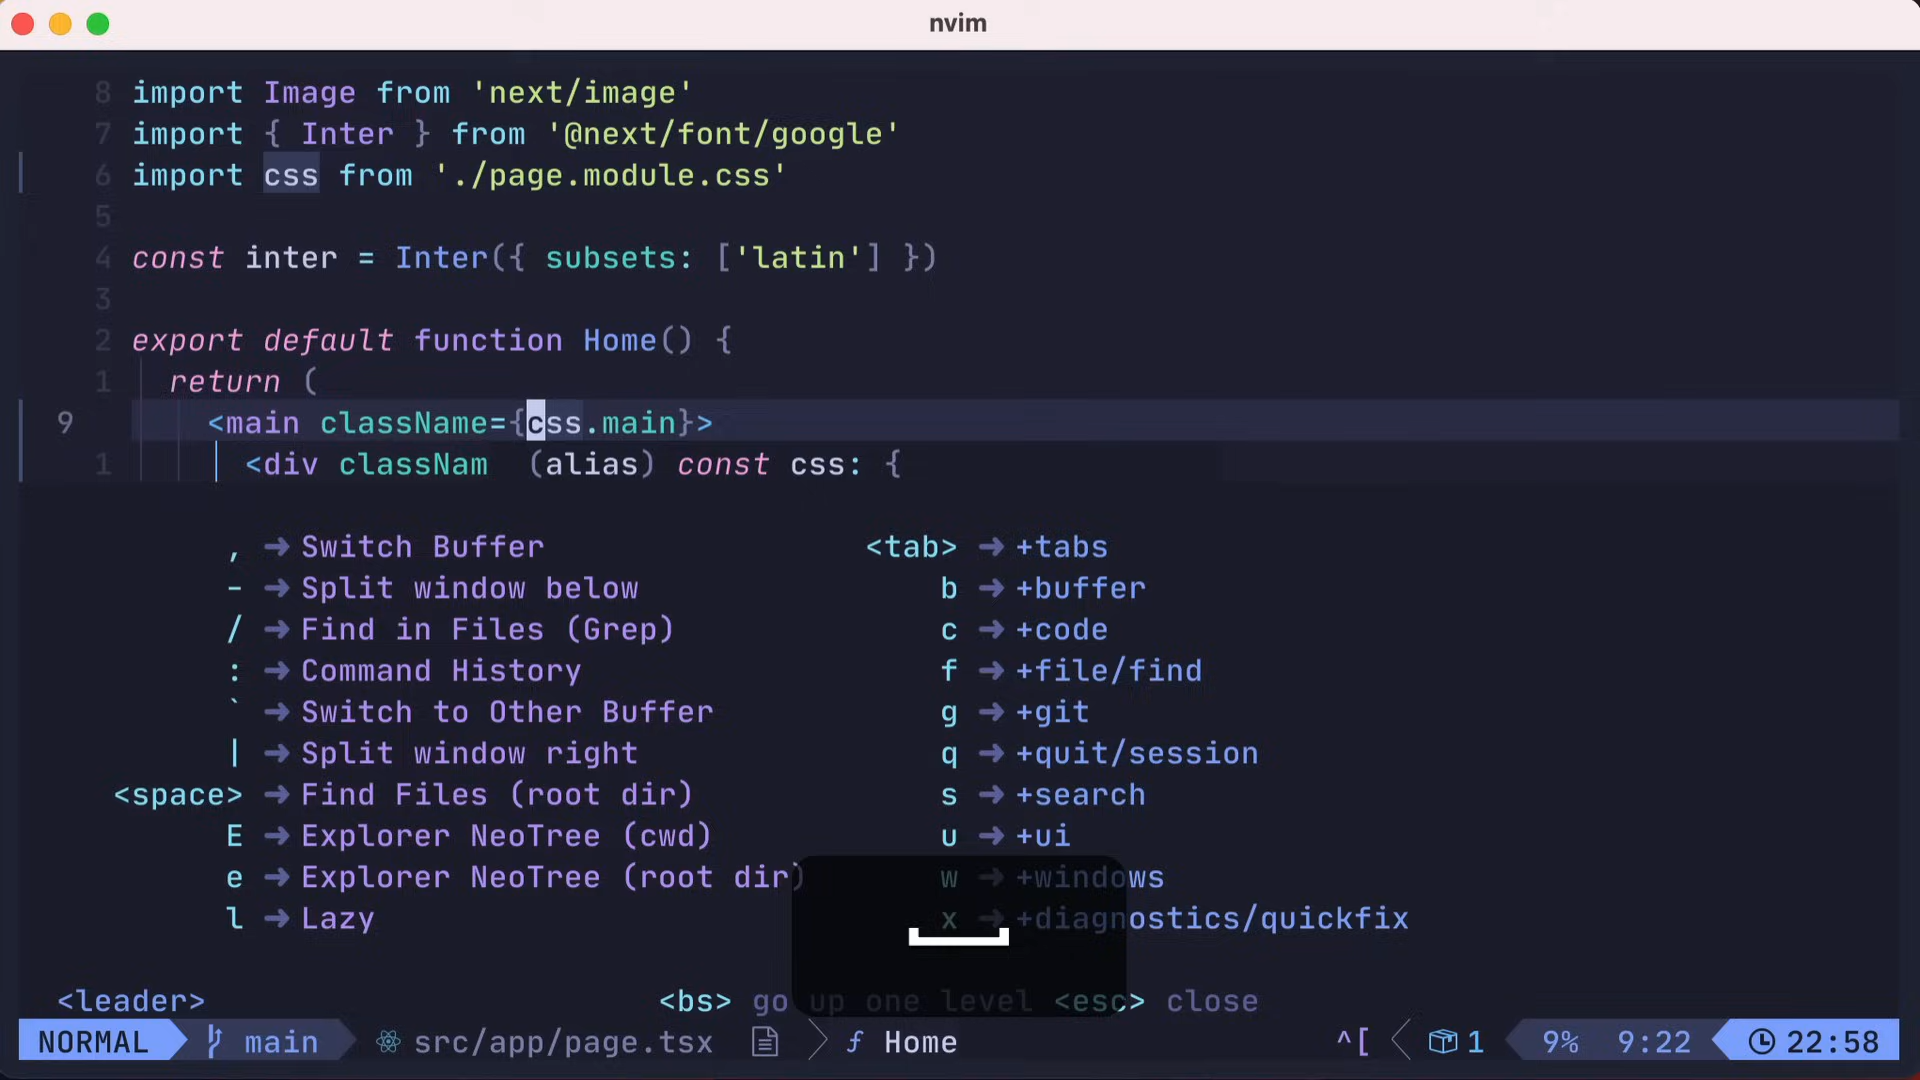 nvim
8 import Image from 'next/image'
7 import { Inter } from '@next/font/google'
6 import css from './page.module.css'
5
4 const inter = Inter({ subsets: ['latin'] })
3
2 export default function Home() {
1 return (
9 <main className={css.main}>
1 <div classNam (alias) const css: {
, ➜ Switch Buffer <tab> ➜ +tabs
- ➜ Split window below b ➜ +buffer
/ ➜ Find in Files (Grep) c ➜ +code
: ➜ Command History f ➜ +file/find
` ➜ Switch to Other Buffer g ➜ +git
| ➜ Split window right q ➜ +quit/session
<space> ➜ Find Files (root dir) s ➜ +search
E ➜ Explorer NeoTree (cwd) u ➜ +ui
e ➜ Explorer NeoTree (root dir) w ➜ +windows
l ➜ Lazy x ➜ +diagnostics/quickfix
<leader> <bs> go up one level <esc> close
NORMAL main src/app/page.tsx ƒ Home ^[ 1 9% 9:22 22:58